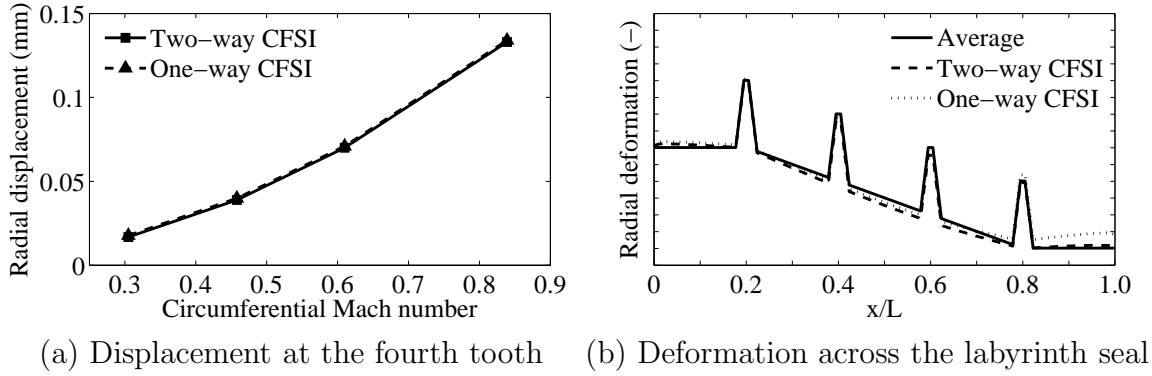 0.15
0.1
0.05
0
Radial displacement (mm)
Two−way CFSI
One−way CFSI
0.3 0.4 0.5 0.6 0.7 0.8 0.9
Circumferential Mach number
(a) Displacement at the fourth tooth
Radial deformation (−)
Average
Two−way CFSI
One−way CFSI
0 0.2 0.4 0.6 0.8 1.0
x/L
(b) Deformation across the labyrinth seal